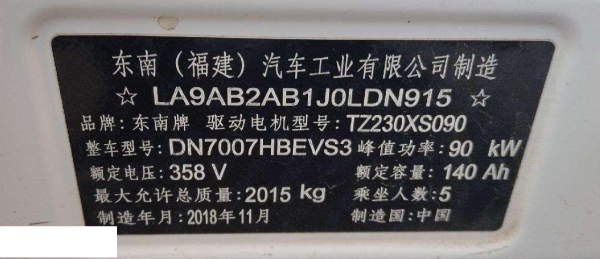 东南（福建）汽车工业有限公司制造
☆ LA9AB2AB1J0LDN915 ☆
品牌：东南牌 驱动电机型号：TZ230XS090
整车型号：DN7007HBEVS3 峰值功率：90 kW
额定电压：358 V 额定容量：140 Ah
最大允许总质量：2015 kg 乘坐人数：5
制造年月：2018年11月 制造国：中国